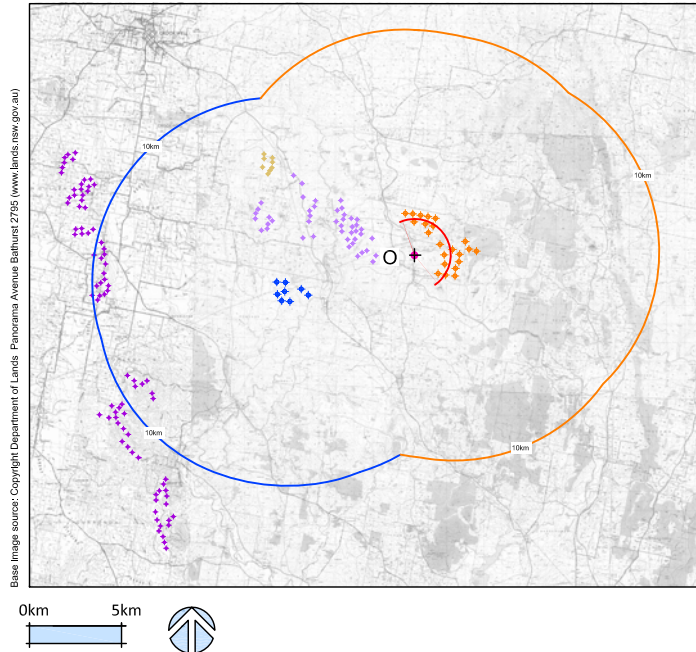 10km
10km
O
10km
10km
Base Image source: Copyright Department of Lands Panorama Avenue Bathurst 2795 (www.lands.nsw.gov.au)
0km 5km